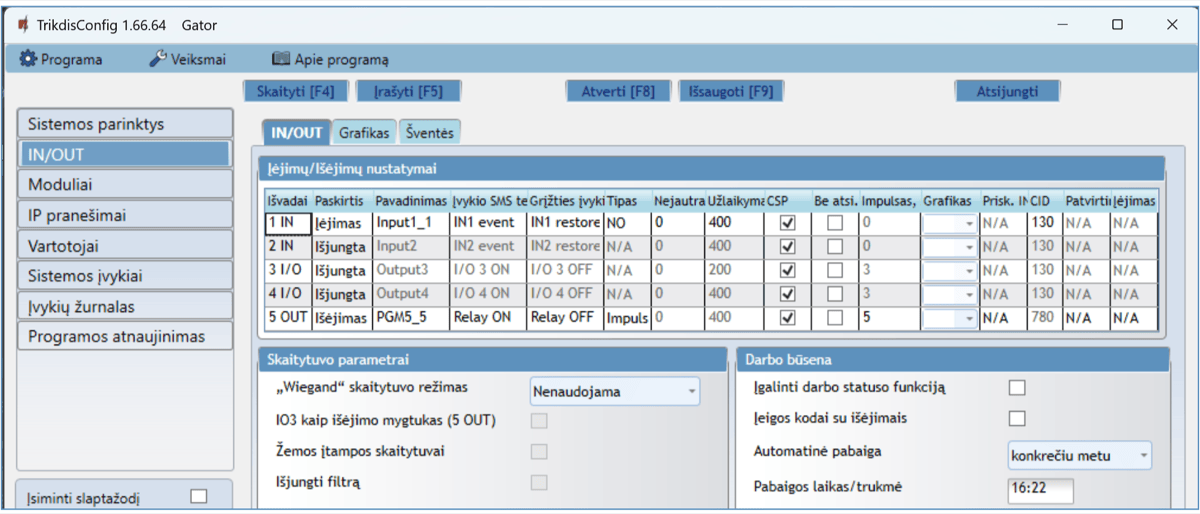 TrikdisConfig 1.66.64 Gator
Programa Veiksmai Apie programą
Skaityti [F4] Įrašyti [F5] Atverti [F8] Išsaugoti [F9] Atsijungti
Sistemos parinktys
IN/OUT
Moduliai
IP pranešimai
Vartotojai
Sistemos įvykiai
Įvykių žurnalas
Programos atnaujinimas
Įsiminti slaptažodį
IN/OUT Grafikas Šventės
Įėjimų/Išėjimų nustatymai
Išvadai Paskirtis Pavadinimas Įvykio SMS te Grįžties įvyki Tipas Nejautra Užlaikyma CSP Be atsi. Impulsas, Grafikas Prisk. IN CID Patvirtin Įėjimas
1 IN Įėjimas Input1_1 IN1 event IN1 restore NO 0 400 0 N/A 130 N/A N/A
2 IN Išjungta Input2 IN2 event IN2 restore N/A 0 400 0 N/A 130 N/A N/A
3 I/O Išjungta Output3 I/O 3 ON I/O 3 OFF N/A 0 200 3 N/A 130 N/A N/A
4 I/O Išjungta Output4 I/O 4 ON I/O 4 OFF N/A 0 400 3 N/A 130 N/A N/A
5 OUT Išėjimas PGM5_5 Relay ON Relay OFF Impuls 0 400 5 N/A 780 N/A N/A
Skaitytuvo parametrai
„Wiegand“ skaitytuvo režimas Nenaudojama
IO3 kaip išėjimo mygtukas (5 OUT)
Žemos įtampos skaitytuvai
Išjungti filtrą
Darbo būsena
Įgalinti darbo statuso funkciją
Įeigos kodai su išėjimais
Automatinė pabaiga konkrečiu metu
Pabaigos laikas/trukmė 16:22